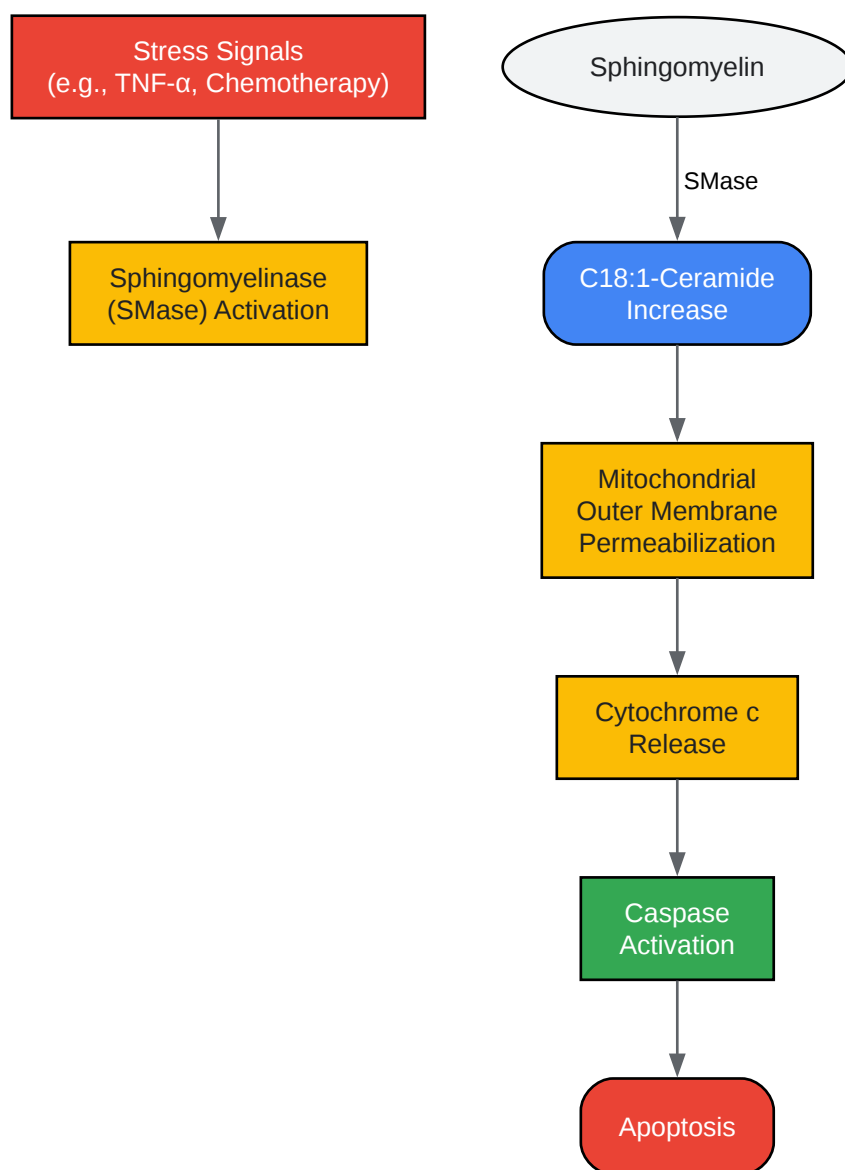 Stress Signals
(e.g., TNF-α, Chemotherapy)
Sphingomyelin
SMase
Sphingomyelinase
(SMase) Activation
C18:1-Ceramide
Increase
Mitochondrial
Outer Membrane
Permeabilization
Cytochrome c
Release
Caspase
Activation
Apoptosis